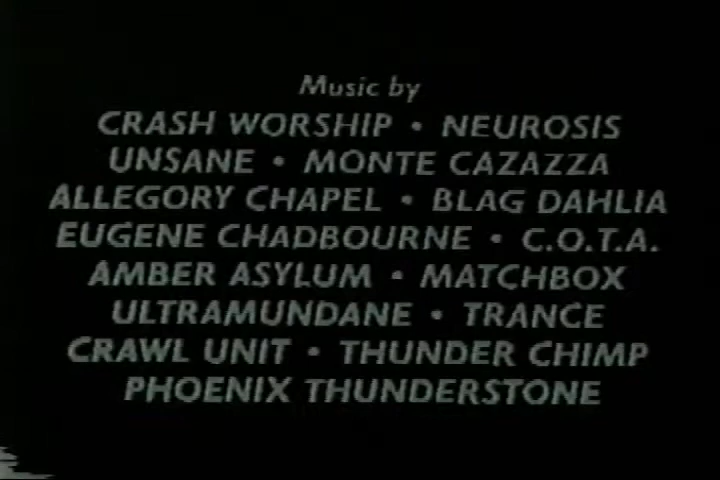 Music by
CRASH WORSHIP • NEUROSIS
UNSANE • MONTE CAZAZZA
ALLEGORY CHAPEL • BLAG DAHLIA
EUGENE CHADBOURNE • C.O.T.A.
AMBER ASYLUM • MATCHBOX
ULTRAMUNDANE • TRANCE
CRAWL UNIT • THUNDER CHIMP
PHOENIX THUNDERSTONE